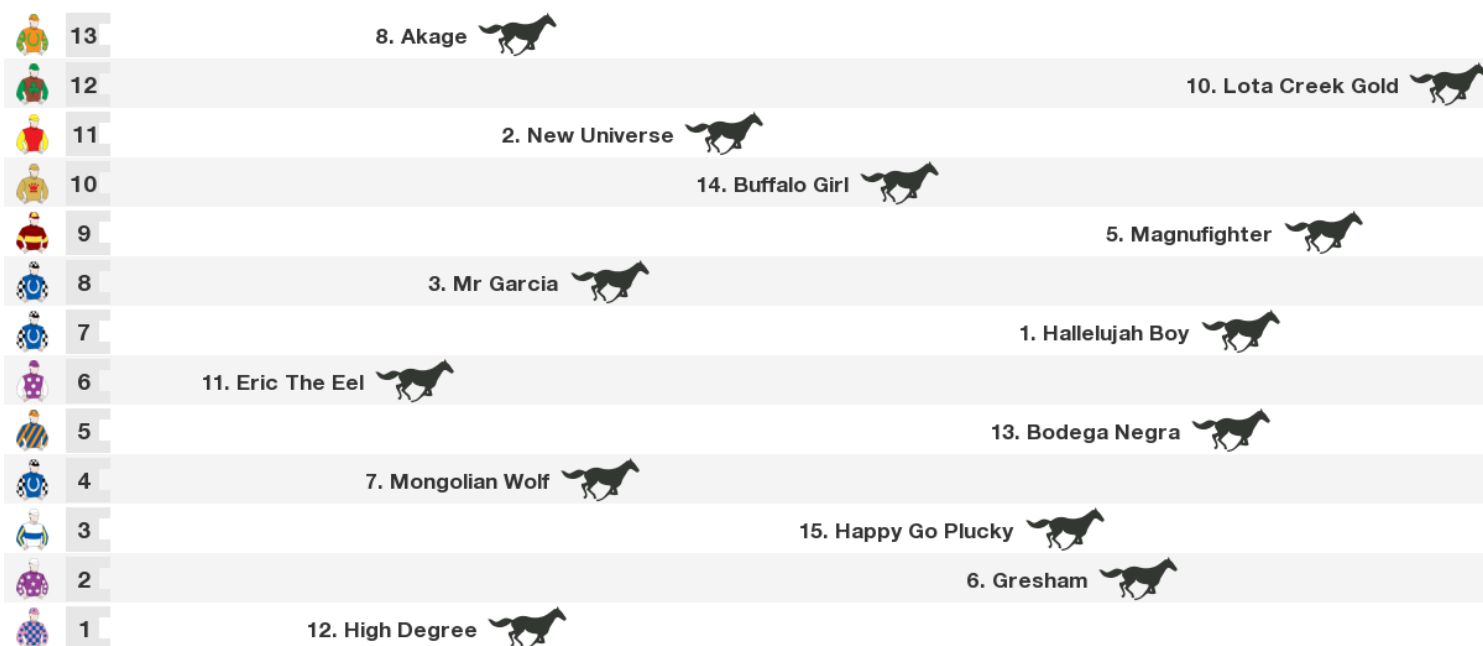 13 8. Akage
12 10. Lota Creek Gold
11 2. New Universe
10 14. Buffalo Girl
9 5. Magnufighter
8 3. Mr Garcia
7 1. Hallelujah Boy
6 11. Eric The Eel
5 13. Bodega Negra
4 7. Mongolian Wolf
3 15. Happy Go Plucky
2 6. Gresham
1 12. High Degree